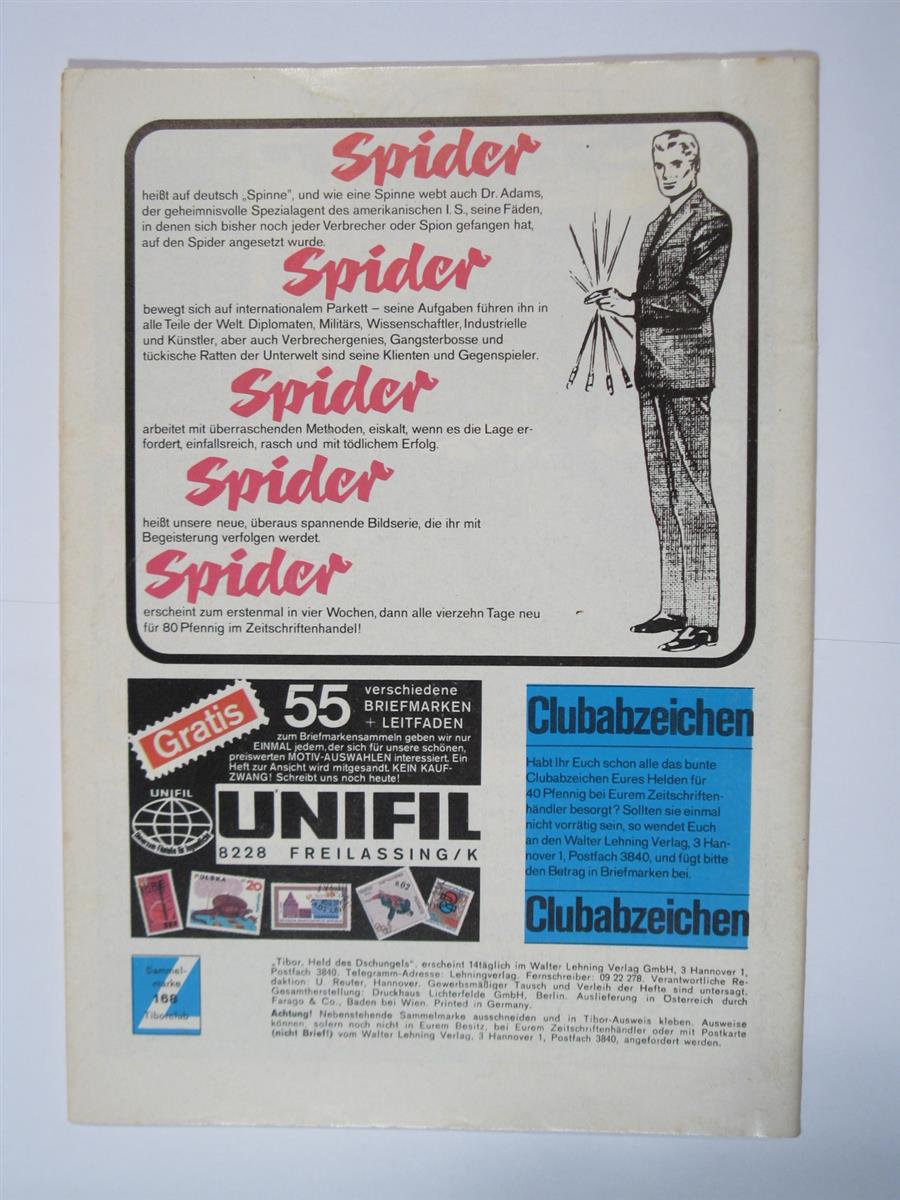 Spider
heißt auf deutsch „Spinne”, und wie eine Spinne webt auch Dr. Adams,
der geheimnisvolle Spezialagent des amerikanischen I. S., seine Fäden,
in denen sich bisher noch jeder Verbrecher oder Spion gefangen hat,
auf den Spider angesetzt wurde.
Spider
bewegt sich auf internationalem Parkett – seine Aufgaben führen ihn in
alle Teile der Welt. Diplomaten, Militärs, Wissenschaftler, Industrielle
und Künstler, aber auch Verbrechergenies, Gangsterbosse und
tückische Ratten der Unterwelt sind seine Klienten und Gegenspieler.
Spider
arbeitet mit überraschenden Methoden, eiskalt, wenn es die Lage er-
fordert, einfallsreich, rasch und mit tödlichem Erfolg.
Spider
heißt unsere neue, überaus spannende Bildserie, die ihr mit
Begeisterung verfolgen werdet.
Spider
erscheint zum erstenmal in vier Wochen, dann alle vierzehn Tage neu
für 80 Pfennig im Zeitschriftenhandel!
Gratis
55 verschiedene
BRIEFMARKEN
+ LEITFADEN
zum Briefmarkensammeln geben wir nur
EINMAL jedem, der sich für unsere schönen,
preiswerten MOTIV-AUSWAHLEN interessiert. Ein
Heft zur Ansicht wird mitgesandt. KEIN KAUF-
ZWANG! Schreibt uns noch heute!
UNIFIL
UNIFIL
8228 FREILASSING/K
POLSKA
20
Clubabzeichen
Habt Ihr Euch schon alle das bunte
Clubabzeichen Eures Helden für
40 Pfennig bei Eurem Zeitschriften-
händler besorgt? Sollten sie einmal
nicht vorrätig sein, so wendet Euch
an den Walter Lehning Verlag, 3 Han-
nover 1, Postfach 3840, und fügt bitte
den Betrag in Briefmarken bei.
Clubabzeichen
Sammel-
marke
168
Tiborclub
„Tibor, Held des Dschungels”, erscheint 14täglich im Walter Lehning Verlag GmbH, 3 Hannover 1,
Postfach 3840. Telegramm-Adresse: Lehningverlag. Fernschreiber: 09 22 278. Verantwortliche Re-
daktion: U. Reuter, Hannover. Gewerbsmäßiger Tausch und Verleih der Hefte sind untersagt.
Gesamtherstellung: Druckhaus Lichterfelde GmbH, Berlin. Auslieferung in Österreich durch
Farago & Co., Baden bei Wien. Printed in Germany.
Achtung! Nebenstehende Sammelmarke ausschneiden und in Tibor-Ausweis kleben. Ausweise
können, sofern noch nicht in Eurem Besitz, bei Eurem Zeitschriftenhändler oder mit Postkarte
(nicht Brief!) vom Walter Lehning Verlag, 3 Hannover 1, Postfach 3840, angefordert werden.